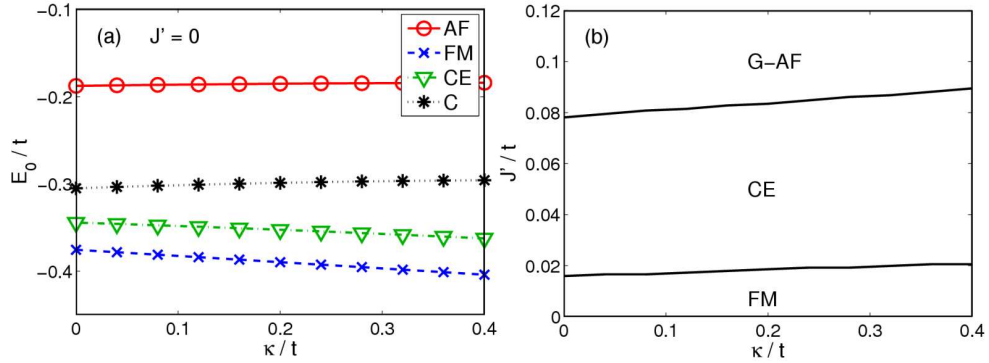 (a) J' = 0
AF
FM
CE
C
-0.1
-0.2
-0.3
-0.4
E0 / t
0 0.1 0.2 0.3 0.4
κ / t
(b)
G-AF
CE
FM
0.12
0.1
0.08
0.06
0.04
0.02
0
J' / t
0 0.1 0.2 0.3 0.4
κ / t